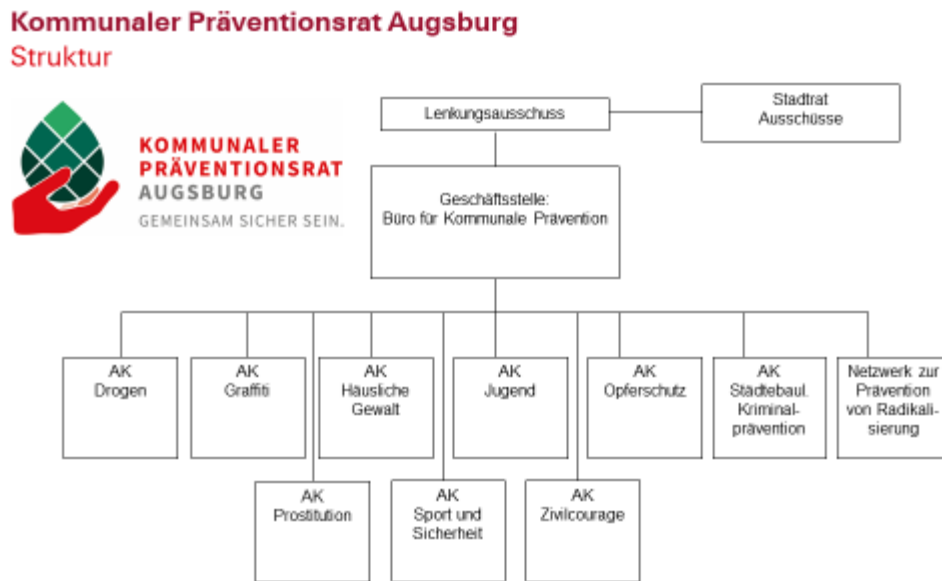 Kommunaler Präventionsrat Augsburg
Struktur
KOMMUNALER
PRÄVENTIONSRAT
AUGSBURG
GEMEINSAM SICHER SEIN.
Lenkungsausschuss
Stadtrat
Ausschüsse
Geschäftsstelle:
Büro für Kommunale Prävention
AK
Drogen
AK
Graffiti
AK
Häusliche
Gewalt
AK
Jugend
AK
Opferschutz
AK
Städtebaul.
Kriminal-
prävention
Netzwerk zur
Prävention
von Radikali-
sierung
AK
Prostitution
AK
Sport und
Sicherheit
AK
Zivilcourage